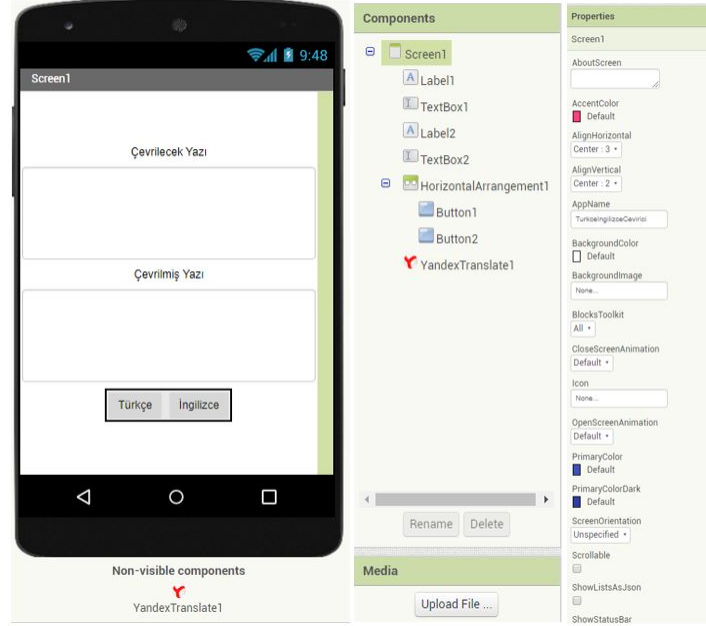 9:48
Screen1
Çevrilecek Yazı
Çevrilmiş Yazı
Türkçe
İngilizce
Non-visible components
YandexTranslate1
Components
Screen1
Label1
TextBox1
Label2
TextBox2
HorizontalArrangement1
Button1
Button2
YandexTranslate1
Rename
Delete
Media
Upload File ...
Properties
Screen1
AboutScreen
AccentColor
Default
AlignHorizontal
Center : 3
AlignVertical
Center : 2
AppName
TurkceIngilizceCevirici
BackgroundColor
Default
BackgroundImage
None...
BlocksToolkit
All
CloseScreenAnimation
Default
Icon
None...
OpenScreenAnimation
Default
PrimaryColor
Default
PrimaryColorDark
Default
ScreenOrientation
Unspecified
Scrollable
ShowListsAsJson
ShowStatusBar